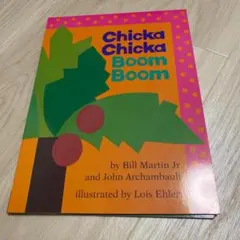 Chicka
Chicka
Boom
Boom
by Bill Martin Jr.
and John Archambault
illustrated by Lois Ehlert